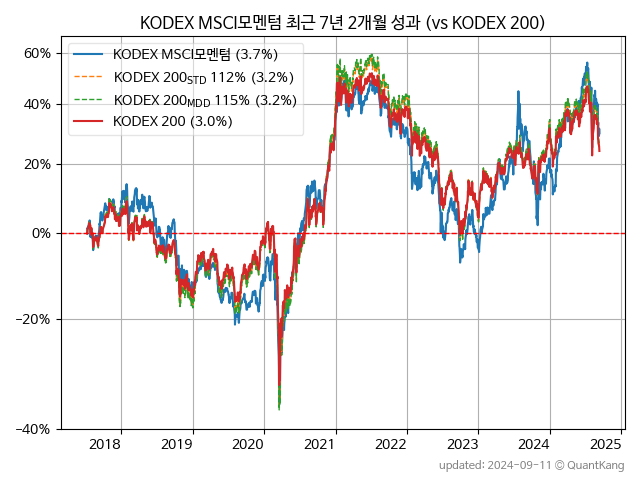 KODEX MSCI모멘텀 최근 7년 2개월 성과 (vs KODEX 200)
KODEX MSCI모멘텀 (3.7%)
KODEX 200STD 112% (3.2%)
KODEX 200MDD 115% (3.2%)
KODEX 200 (3.0%)
60%
40%
20%
0%
−20%
−40%
2018 2019 2020 2021 2022 2023 2024 2025
updated: 2024-09-11 © QuantKang